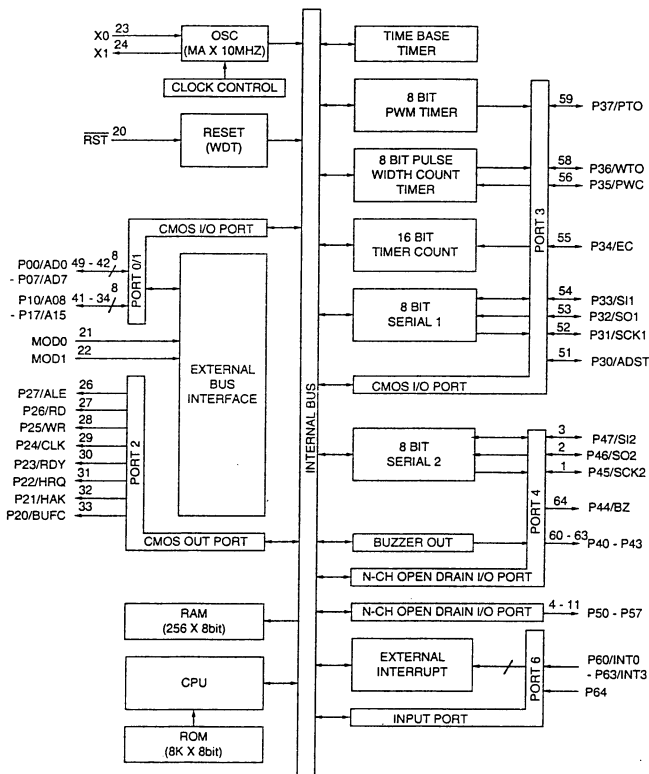 X0 23
X1 24
OSC
(MA X 10MHZ)
CLOCK CONTROL
RST 20
RESET
(WDT)
CMOS I/O PORT
PORT 0/1
P00/AD0 49 - 42 8
- P07/AD7
P10/A08 41 - 34 8
- P17/A15
MOD0 21
MOD1 22
EXTERNAL
BUS
INTERFACE
P27/ALE 26
P26/RD 27
P25/WR 28
P24/CLK 29
P23/RDY 30
P22/HRQ 31
P21/HAK 32
P20/BUFC 33
PORT 2
CMOS OUT PORT
RAM
(256 X 8bit)
CPU
ROM
(8K X 8bit)
INTERNAL BUS
TIME BASE
TIMER
8 BIT
PWM TIMER
8 BIT PULSE
WIDTH COUNT
TIMER
16 BIT
TIMER COUNT
8 BIT
SERIAL 1
CMOS I/O PORT
PORT 3
59 P37/PTO
58 P36/WTO
56 P35/PWC
55 P34/EC
54 P33/SI1
53 P32/SO1
52 P31/SCK1
51 P30/ADST
8 BIT
SERIAL 2
BUZZER OUT
N-CH OPEN DRAIN I/O PORT
PORT 4
3 P47/SI2
2 P46/SO2
1 P45/SCK2
64 P44/BZ
60 - 63 P40 - P43
N-CH OPEN DRAIN I/O PORT
4 - 11 P50 - P57
EXTERNAL
INTERRUPT
INPUT PORT
PORT 6
P60/INT0
- P63/INT3
P64